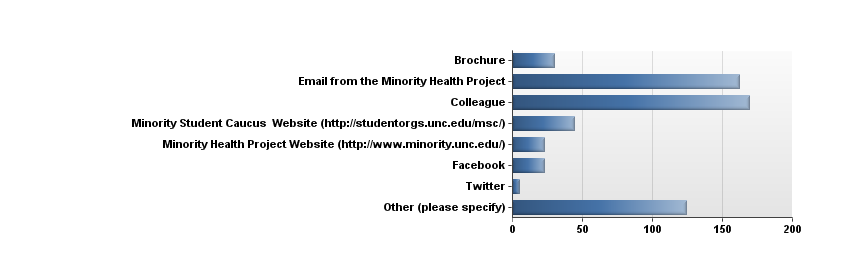 Brochure
Email from the Minority Health Project
Colleague
Minority Student Caucus  Website (http://studentorgs.unc.edu/msc/)
Minority Health Project Website (http://www.minority.unc.edu/)
Facebook
Twitter
Other (please specify)
0 50 100 150 200